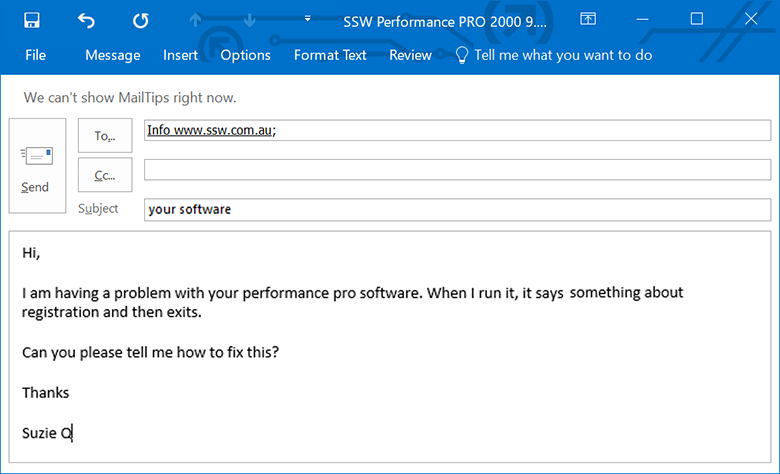 SSW Performance PRO 2000 9....
File Message Insert Options Format Text Review Tell me what you want to do
We can't show MailTips right now.
To...
Info www.ssw.com.au;
Send
Cc...
Subject
your software
Hi,
I am having a problem with your performance pro software. When I run it, it says something about
registration and then exits.
Can you please tell me how to fix this?
Thanks
Suzie Q